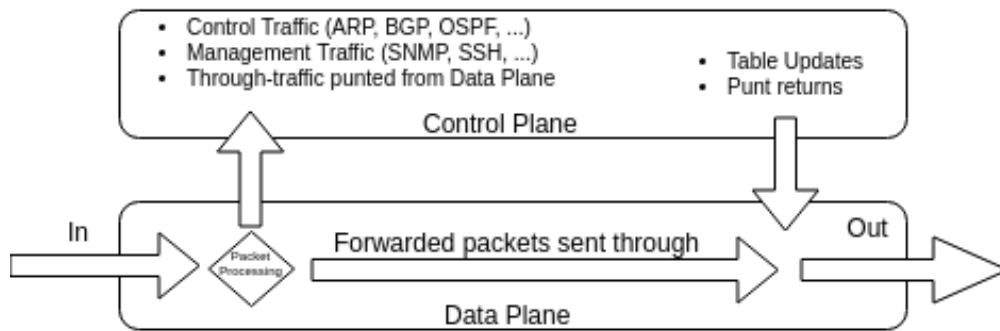 • Control Traffic (ARP, BGP, OSPF, ...)
• Management Traffic (SNMP, SSH, ...)
• Through-traffic punted from Data Plane
• Table Updates
• Punt returns
Control Plane
In
Packet
Processing
Forwarded packets sent through
Out
Data Plane